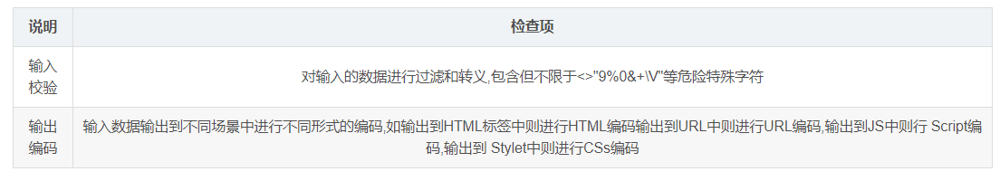 说明
检查项
输入
校验
对输入的数据进行过滤和转义,包含但不限于<>"9%0&+\V"等危险特殊字符
输出
编码
输入数据输出到不同场景中进行不同形式的编码,如输出到HTML标签中则进行HTML编码输出到URL中则进行URL编码,输出到JS中则行 Script编
码,输出到 Stylet中则进行CSs编码